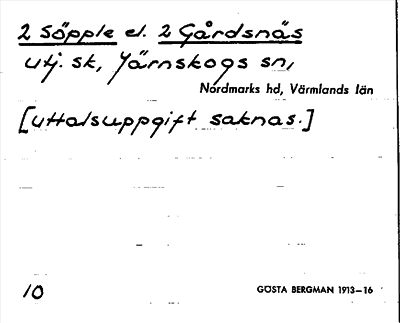 2 Söpple el. 2 Gårdsnäs
utj. sk, Järnskogs sn,
Nordmarks hd, Värmlands län
[uttalsuppgift saknas.]
10
GÖSTA BERGMAN 1913–16